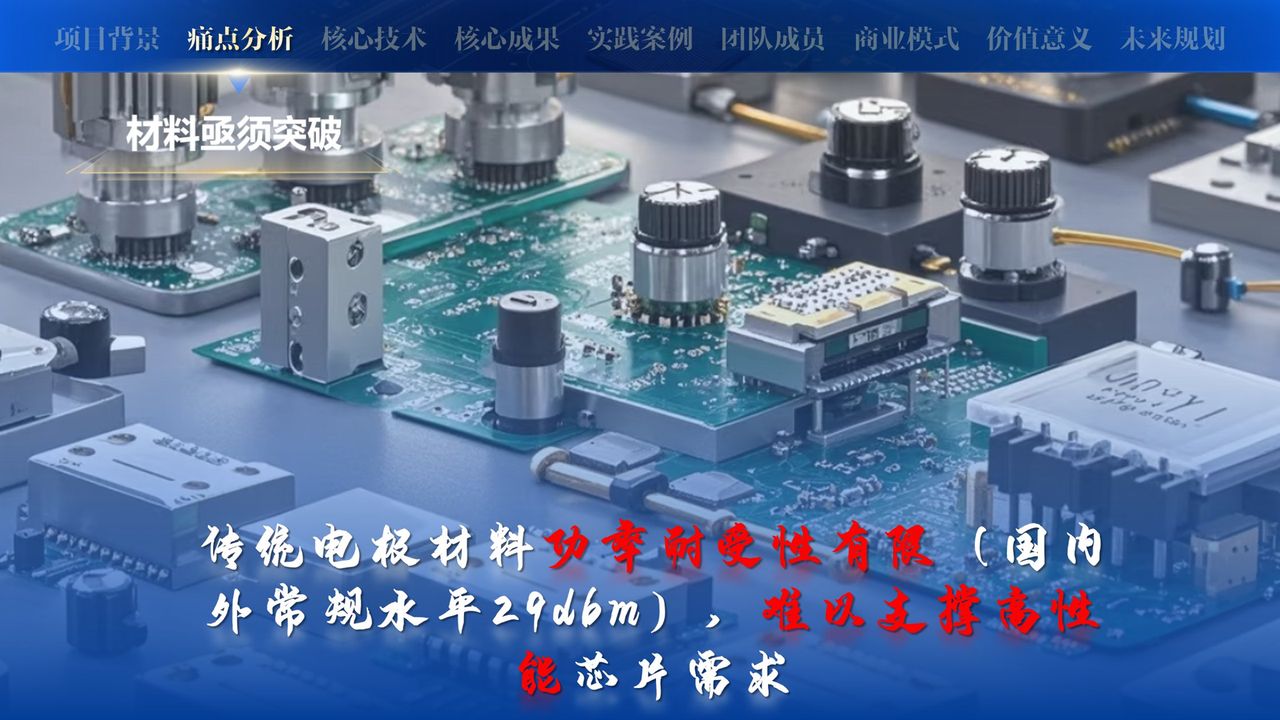 项目背景 痛点分析 核心技术 核心成果 实践案例 团队成员 商业模式 价值意义 未来规划
材料亟须突破
传统电极材料功率耐受性有限（国内
外常规水平29dbm），难以支撑高性
能芯片需求